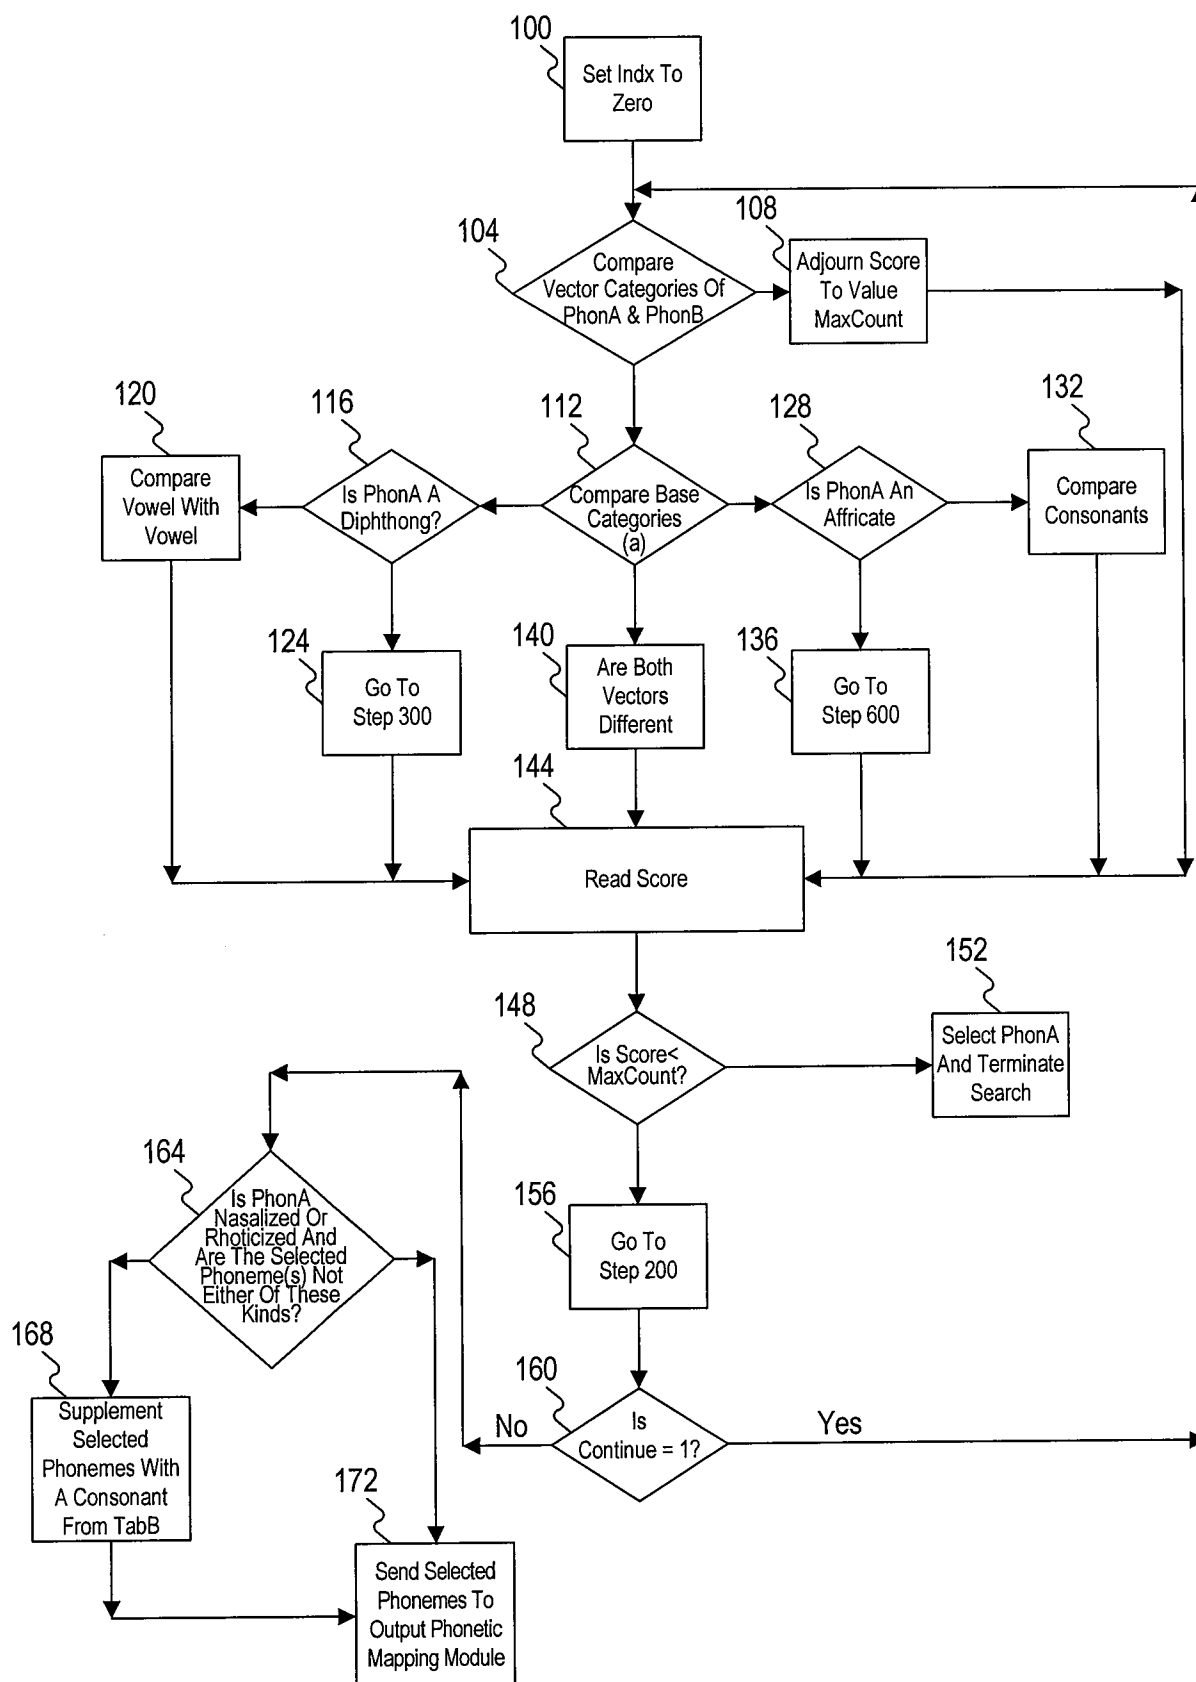 100
Set Indx To
Zero
104
Compare
Vector Categories Of
PhonA & PhonB
108
Adjourn Score
To Value
MaxCount
120
Compare
Vowel With
Vowel
116
Is PhonA A
Diphthong?
112
Compare Base
Categories
(a)
128
Is PhonA An
Affricate
132
Compare
Consonants
124
Go To
Step 300
140
Are Both
Vectors
Different
136
Go To
Step 600
144
Read Score
148
Is Score<
MaxCount?
152
Select PhonA
And Terminate
Search
164
Is PhonA
Nasalized Or
Rhoticized And
Are The Selected
Phoneme(s) Not
Either Of These
Kinds?
156
Go To
Step 200
168
Supplement
Selected
Phonemes With
A Consonant
From TabB
160
No
Is
Continue = 1?
Yes
172
Send Selected
Phonemes To
Output Phonetic
Mapping Module